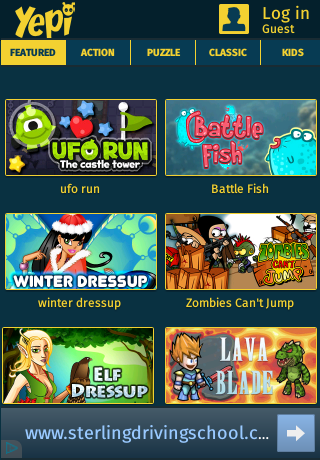 Yepi
Log in
Guest
FEATURED
ACTION
PUZZLE
CLASSIC
KIDS
UFO RUN
The castle tower
Battle
Fish
ufo run
Battle Fish
WINTER DRESSUP
ZOMBIES
CAN'T
JUMP
winter dressup
Zombies Can't Jump
ELF
DRESSUP
LAVA
BLADE
www.sterlingdrivingschool.c...